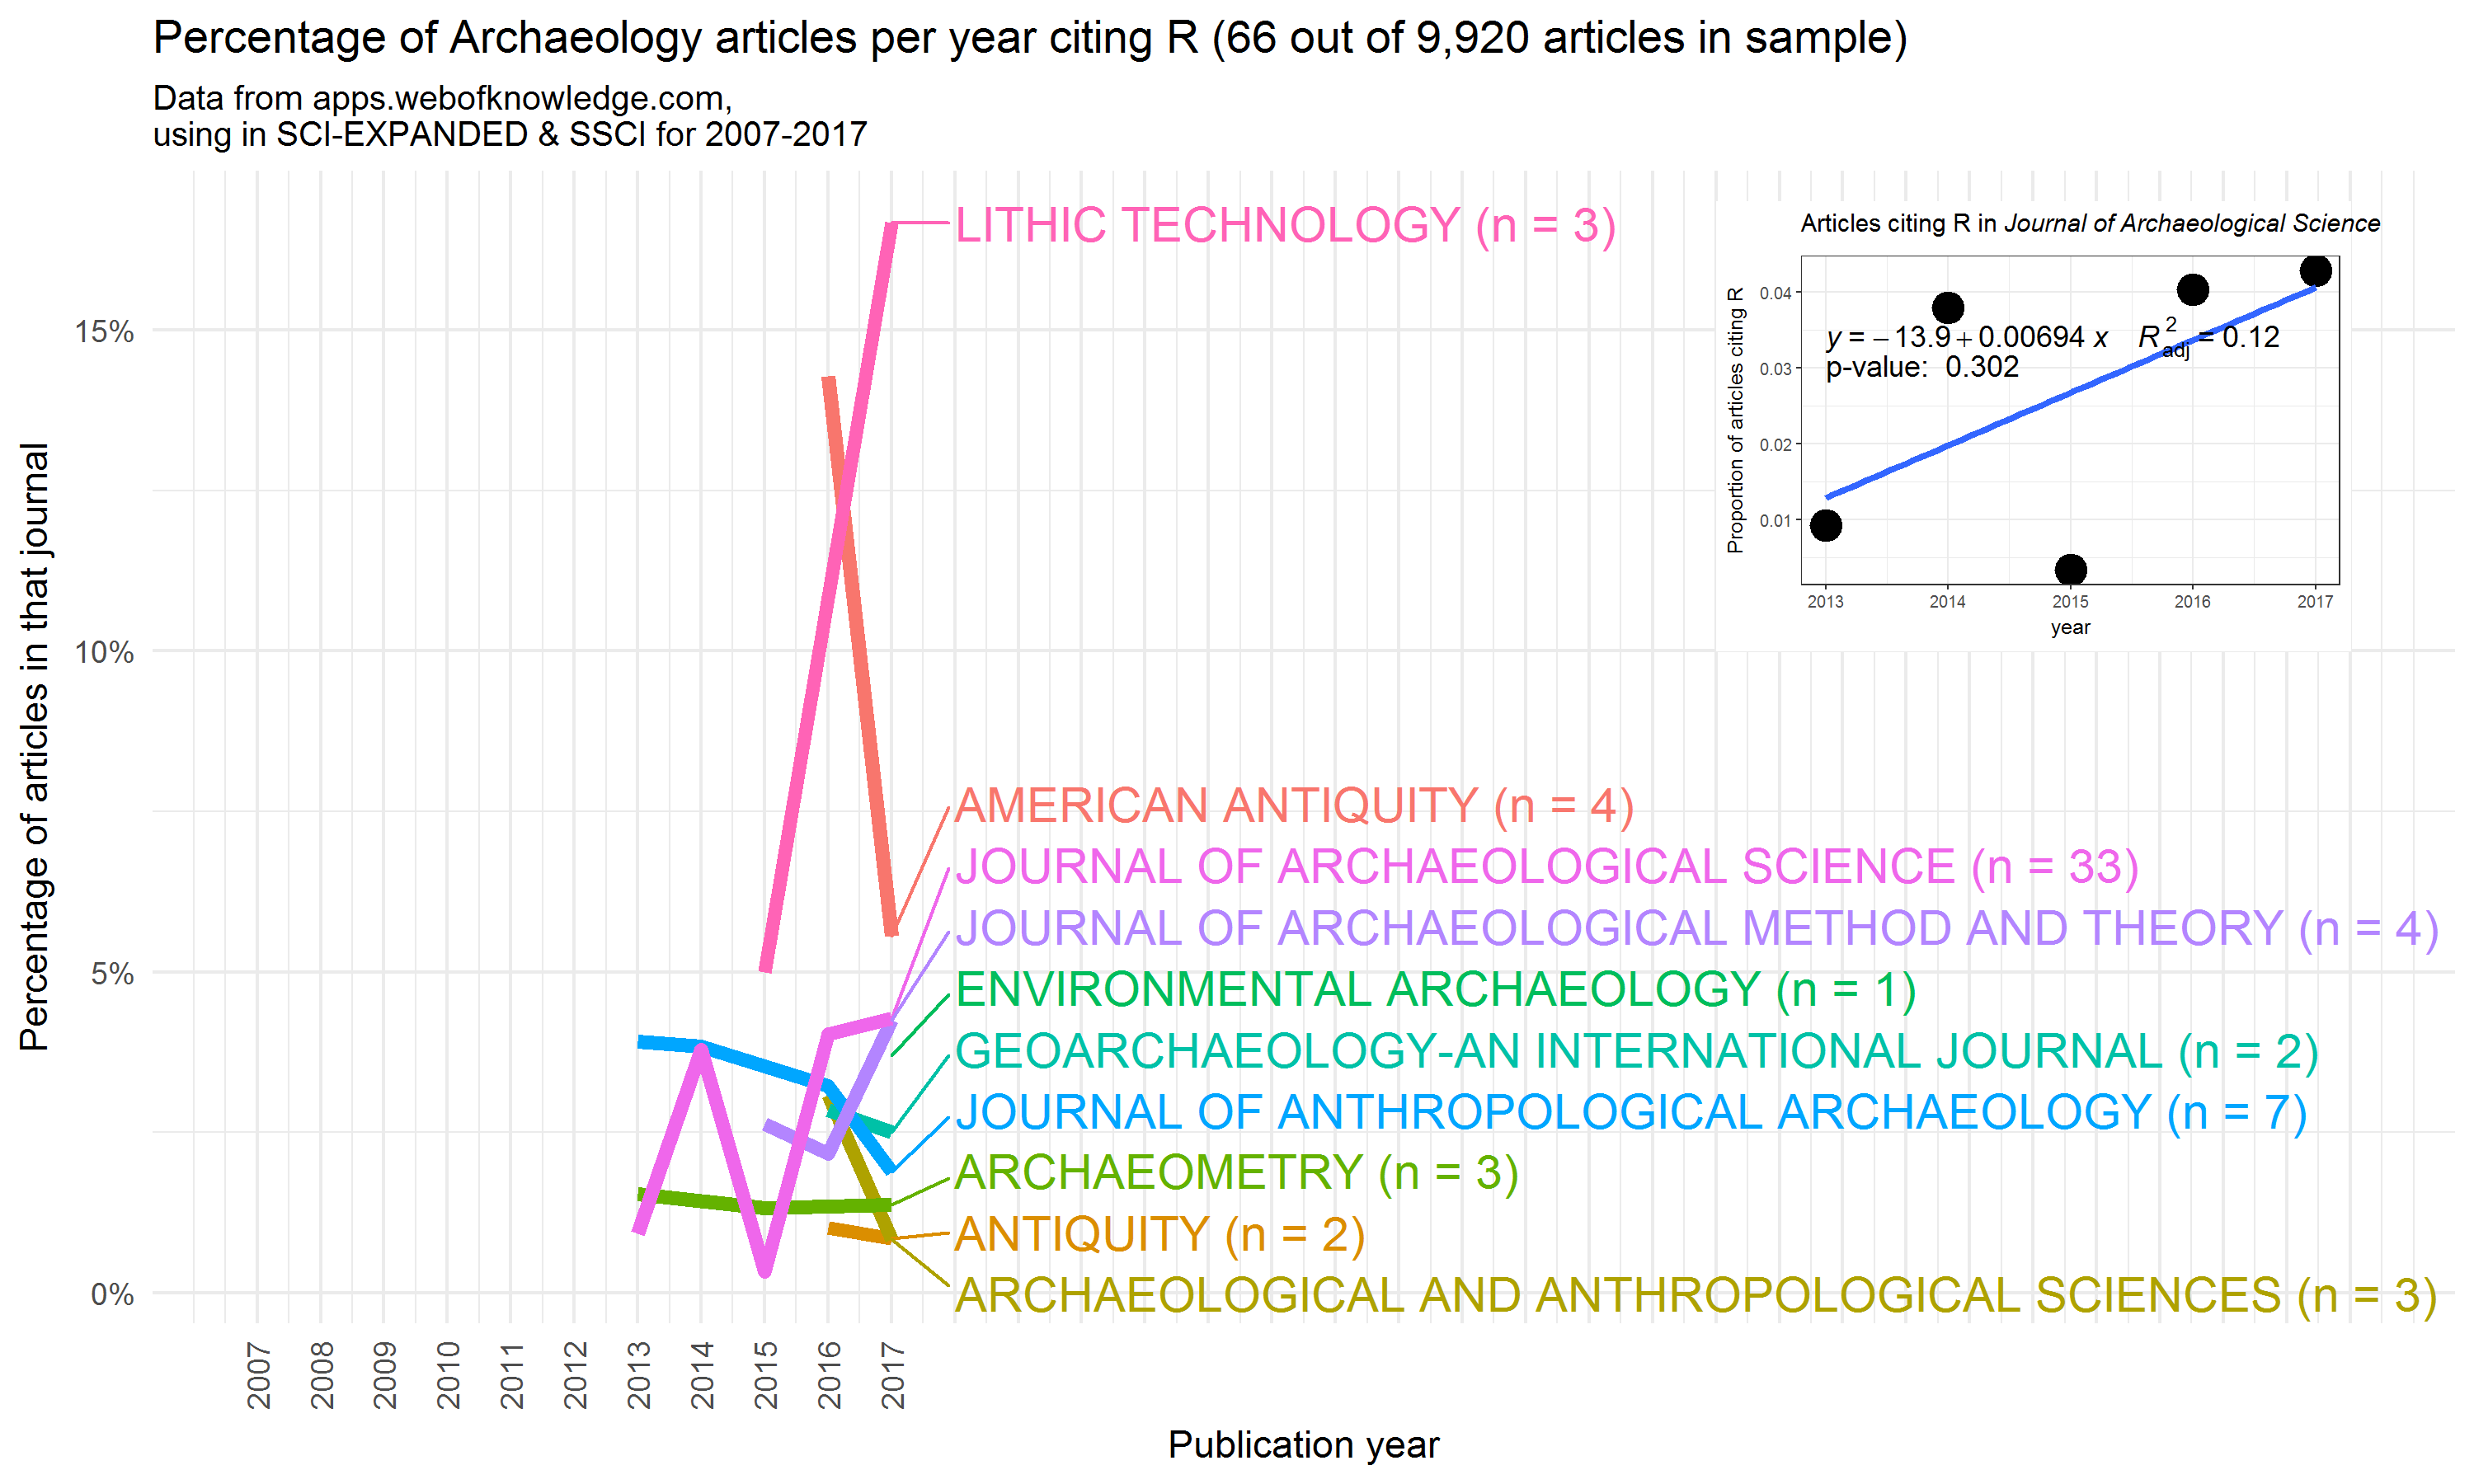 Percentage of Archaeology articles per year citing R (66 out of 9,920 articles in sample)
Data from apps.webofknowledge.com,
using in SCI-EXPANDED & SSCI for 2007-2017
Percentage of articles in that journal
15%
10%
5%
0%
LITHIC TECHNOLOGY (n = 3)
AMERICAN ANTIQUITY (n = 4)
JOURNAL OF ARCHAEOLOGICAL SCIENCE (n = 33)
JOURNAL OF ARCHAEOLOGICAL METHOD AND THEORY (n = 4)
ENVIRONMENTAL ARCHAEOLOGY (n = 1)
GEOARCHAEOLOGY-AN INTERNATIONAL JOURNAL (n = 2)
JOURNAL OF ANTHROPOLOGICAL ARCHAEOLOGY (n = 7)
ARCHAEOMETRY (n = 3)
ANTIQUITY (n = 2)
ARCHAEOLOGICAL AND ANTHROPOLOGICAL SCIENCES (n = 3)
Articles citing R in Journal of Archaeological Science
Proportion of articles citing R
0.04
0.03
0.02
0.01
y = − 13.9 + 0.00694 x R²adj = 0.12
p-value: 0.302
2013 2014 2015 2016 2017
year
2007 2008 2009 2010 2011 2012 2013 2014 2015 2016 2017
Publication year